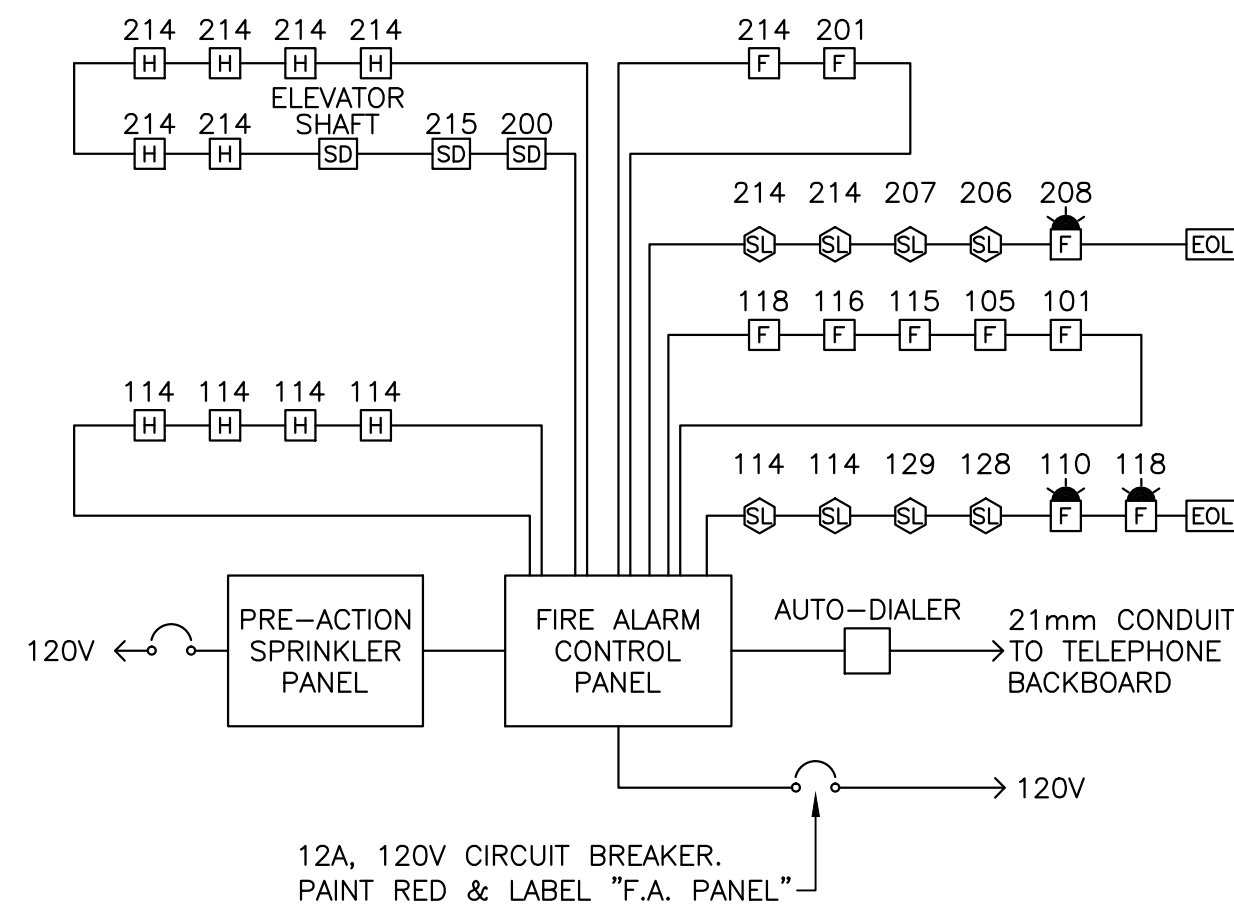 214 214 214 214
H H H H
ELEVATOR
SHAFT
214 214 215 200
H H SD SD SD
214 201
F F
214 214 207 206 208
SL SL SL SL F EOL
118 116 115 105 101
F F F F F
114 114 114 114
H H H H
114 114 129 128 110 118
SL SL SL SL F F EOL
120V
PRE-ACTION
SPRINKLER
PANEL
FIRE ALARM
CONTROL
PANEL
AUTO-DIALER
21mm CONDUIT
TO TELEPHONE
BACKBOARD
120V
12A, 120V CIRCUIT BREAKER.
PAINT RED & LABEL "F.A. PANEL"